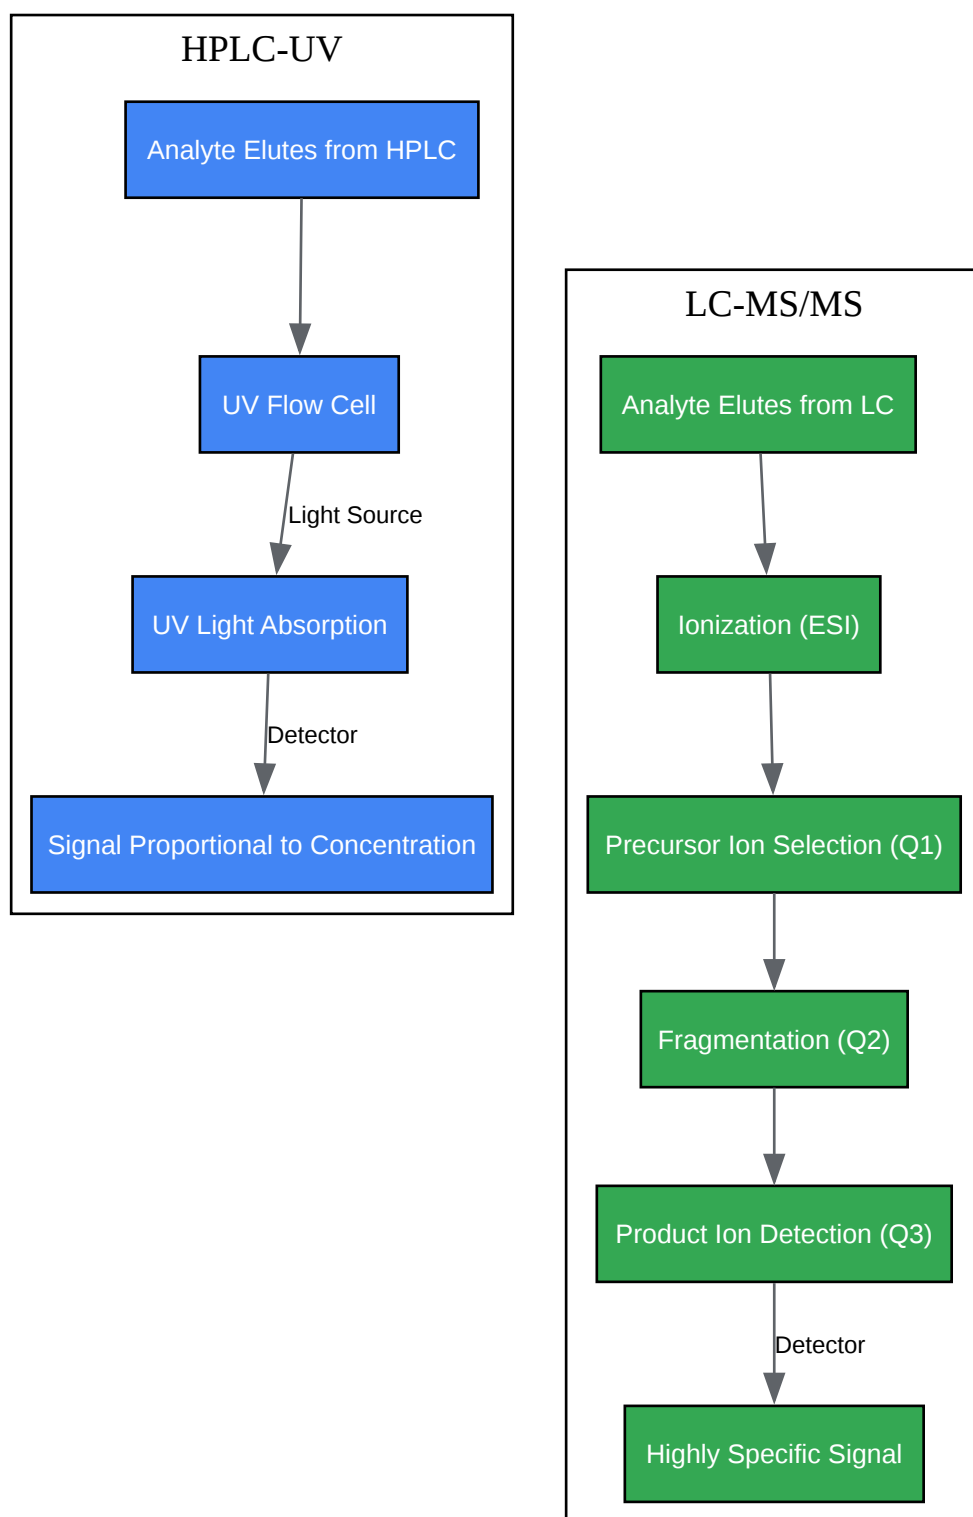 HPLC-UV
Analyte Elutes from HPLC
UV Flow Cell
Light Source
UV Light Absorption
Detector
Signal Proportional to Concentration
LC-MS/MS
Analyte Elutes from LC
Ionization (ESI)
Precursor Ion Selection (Q1)
Fragmentation (Q2)
Product Ion Detection (Q3)
Detector
Highly Specific Signal